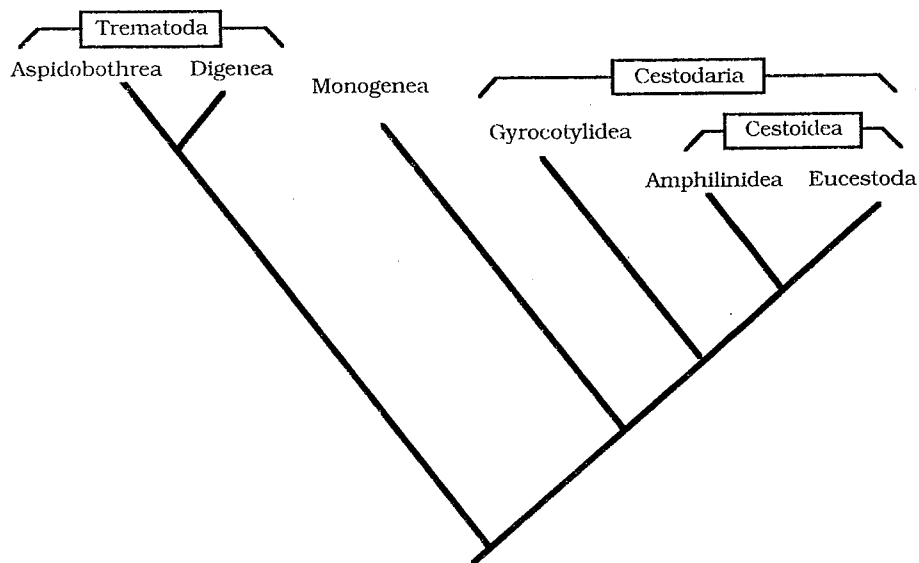 Trematoda
Aspidobothrea Digenea
Monogenea
Cestodaria
Gyrocotylidea
Cestoidea
Amphilinidea Eucestoda